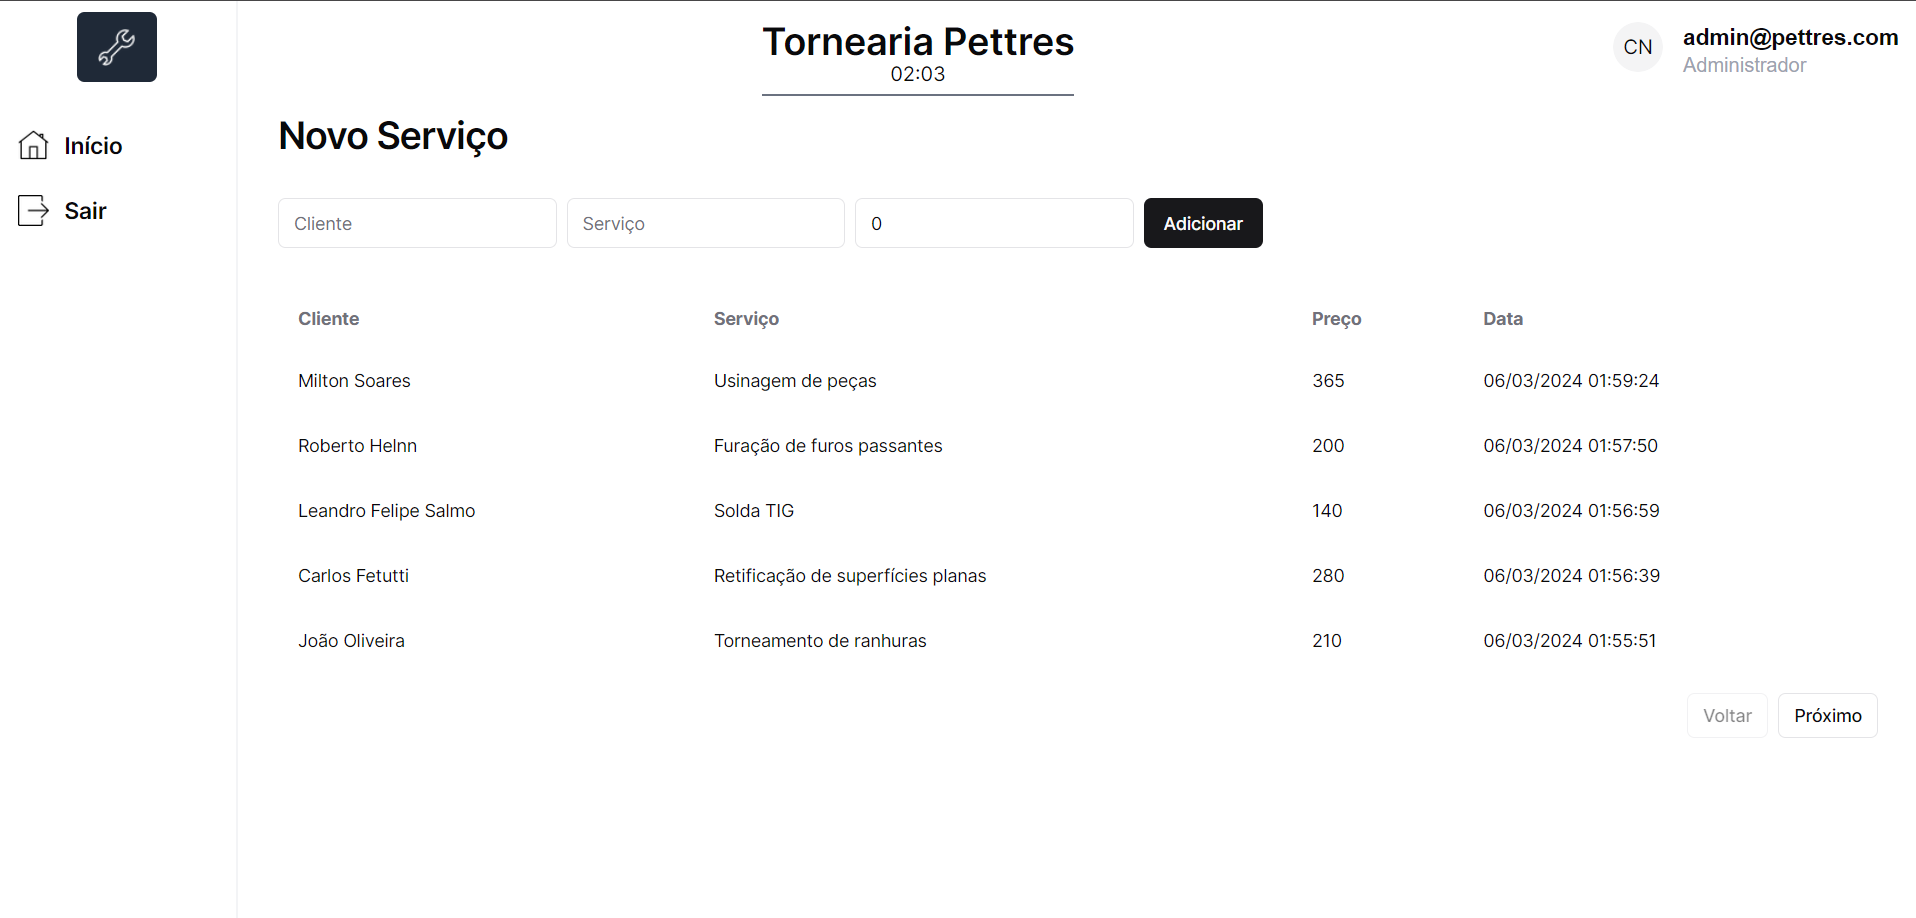 Tornearia Pettres
02:03
CN
admin@pettres.com
Administrador
Início
Sair
Novo Serviço
Cliente Serviço 0 Adicionar
Cliente Serviço Preço Data
Milton Soares Usinagem de peças 365 06/03/2024 01:59:24
Roberto Helnn Furação de furos passantes 200 06/03/2024 01:57:50
Leandro Felipe Salmo Solda TIG 140 06/03/2024 01:56:59
Carlos Fetutti Retificação de superfícies planas 280 06/03/2024 01:56:39
João Oliveira Torneamento de ranhuras 210 06/03/2024 01:55:51
Voltar Próximo